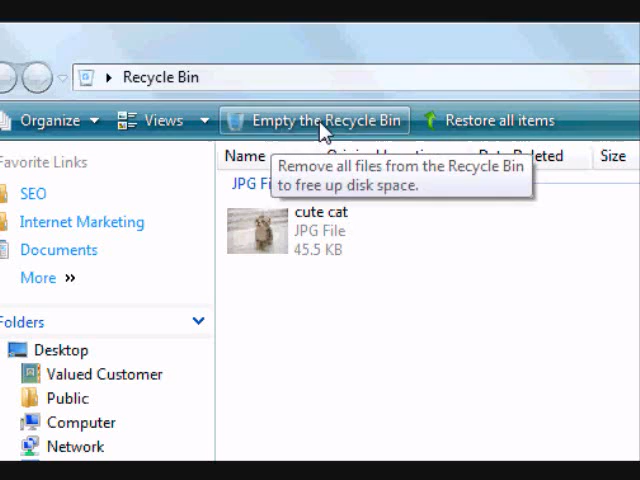 Recycle Bin
Organize Views Empty the Recycle Bin Restore all items
Favorite Links
Name Size
Remove all files from the Recycle Bin
to free up disk space.
SEO
Internet Marketing
Documents
More »
cute cat
JPG File
45.5 KB
Folders
Desktop
Valued Customer
Public
Computer
Network